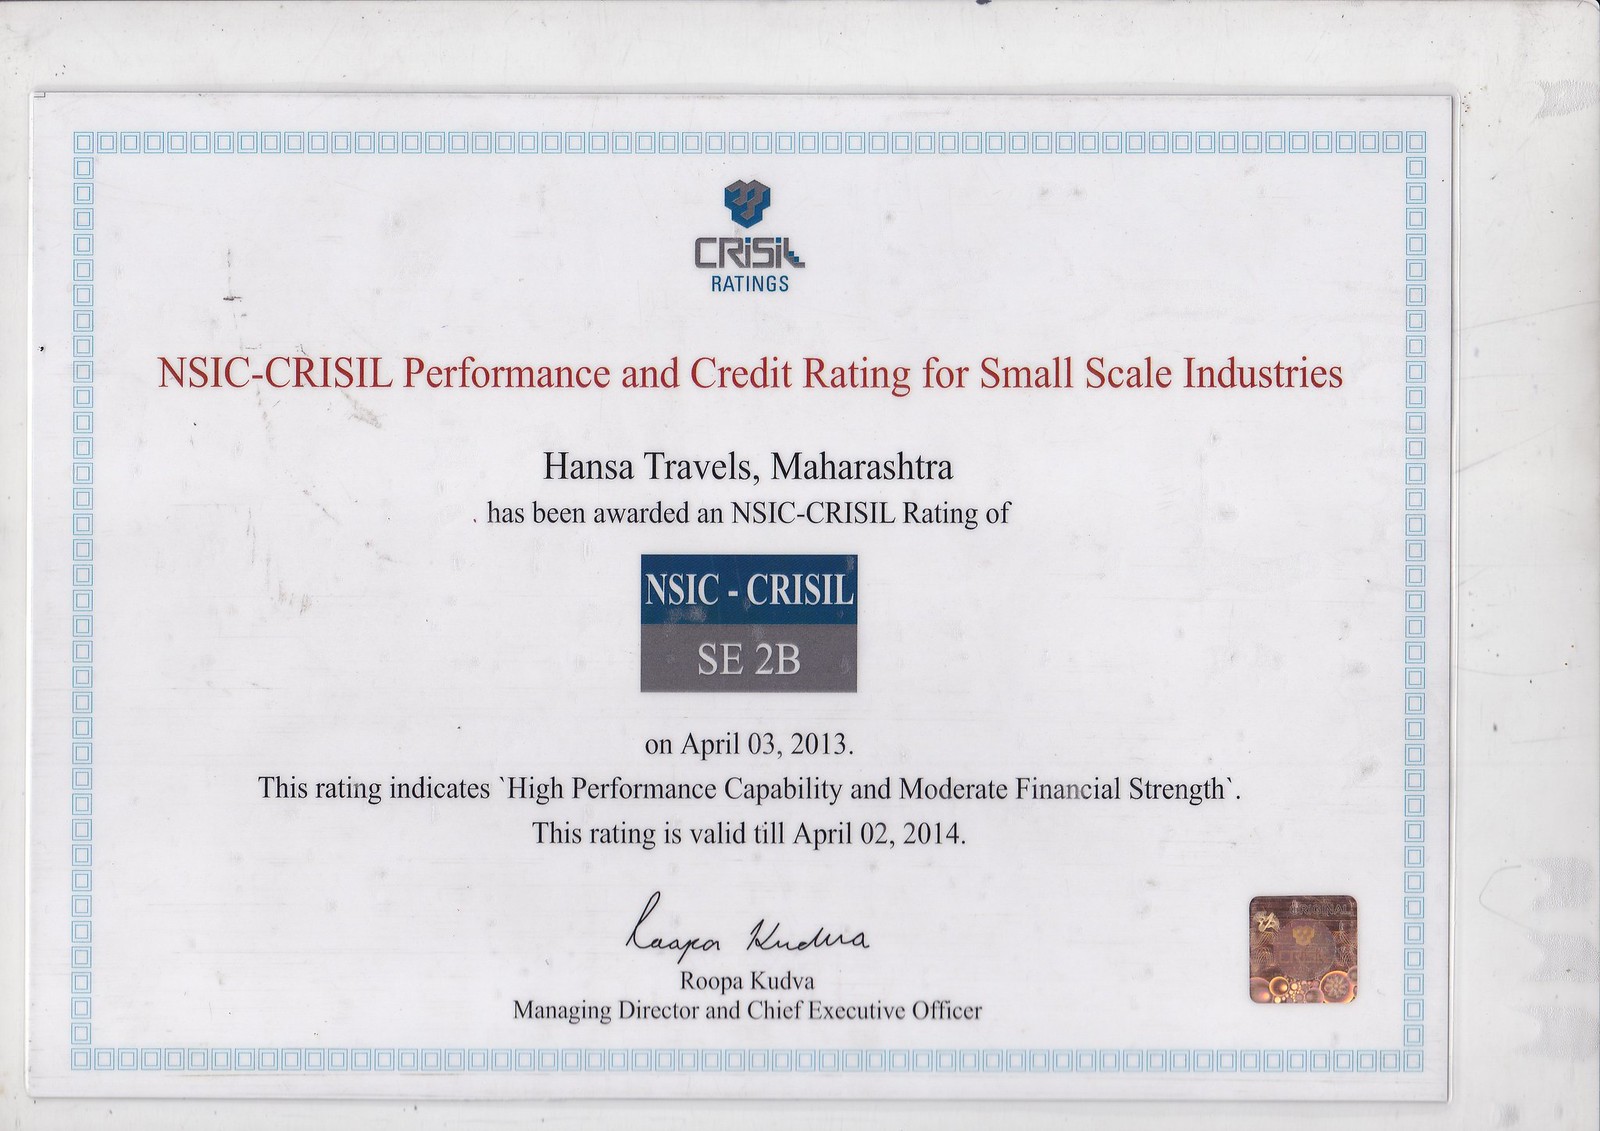 CRISIL
RATINGS
NSIC-CRISIL Performance and Credit Rating for Small Scale Industries
Hansa Travels, Maharashtra
has been awarded an NSIC-CRISIL Rating of
NSIC - CRISIL
SE 2B
on April 03, 2013.
This rating indicates `High Performance Capability and Moderate Financial Strength`.
This rating is valid till April 02, 2014.
Roopa Kudva
Roopa Kudva
Managing Director and Chief Executive Officer
CRISIL